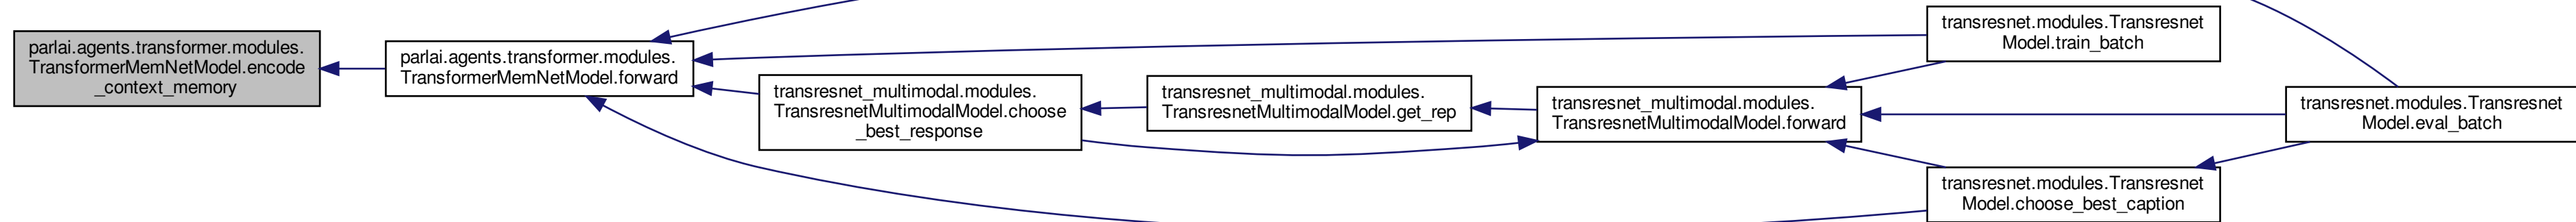 parlai.agents.transformer.modules.
TransformerMemNetModel.encode
_context_memory
parlai.agents.transformer.modules.
TransformerMemNetModel.forward
transresnet_multimodal.modules.
TransresnetMultimodalModel.choose
_best_response
transresnet_multimodal.modules.
TransresnetMultimodalModel.get_rep
transresnet_multimodal.modules.
TransresnetMultimodalModel.forward
transresnet.modules.Transresnet
Model.train_batch
transresnet.modules.Transresnet
Model.eval_batch
transresnet.modules.Transresnet
Model.choose_best_caption